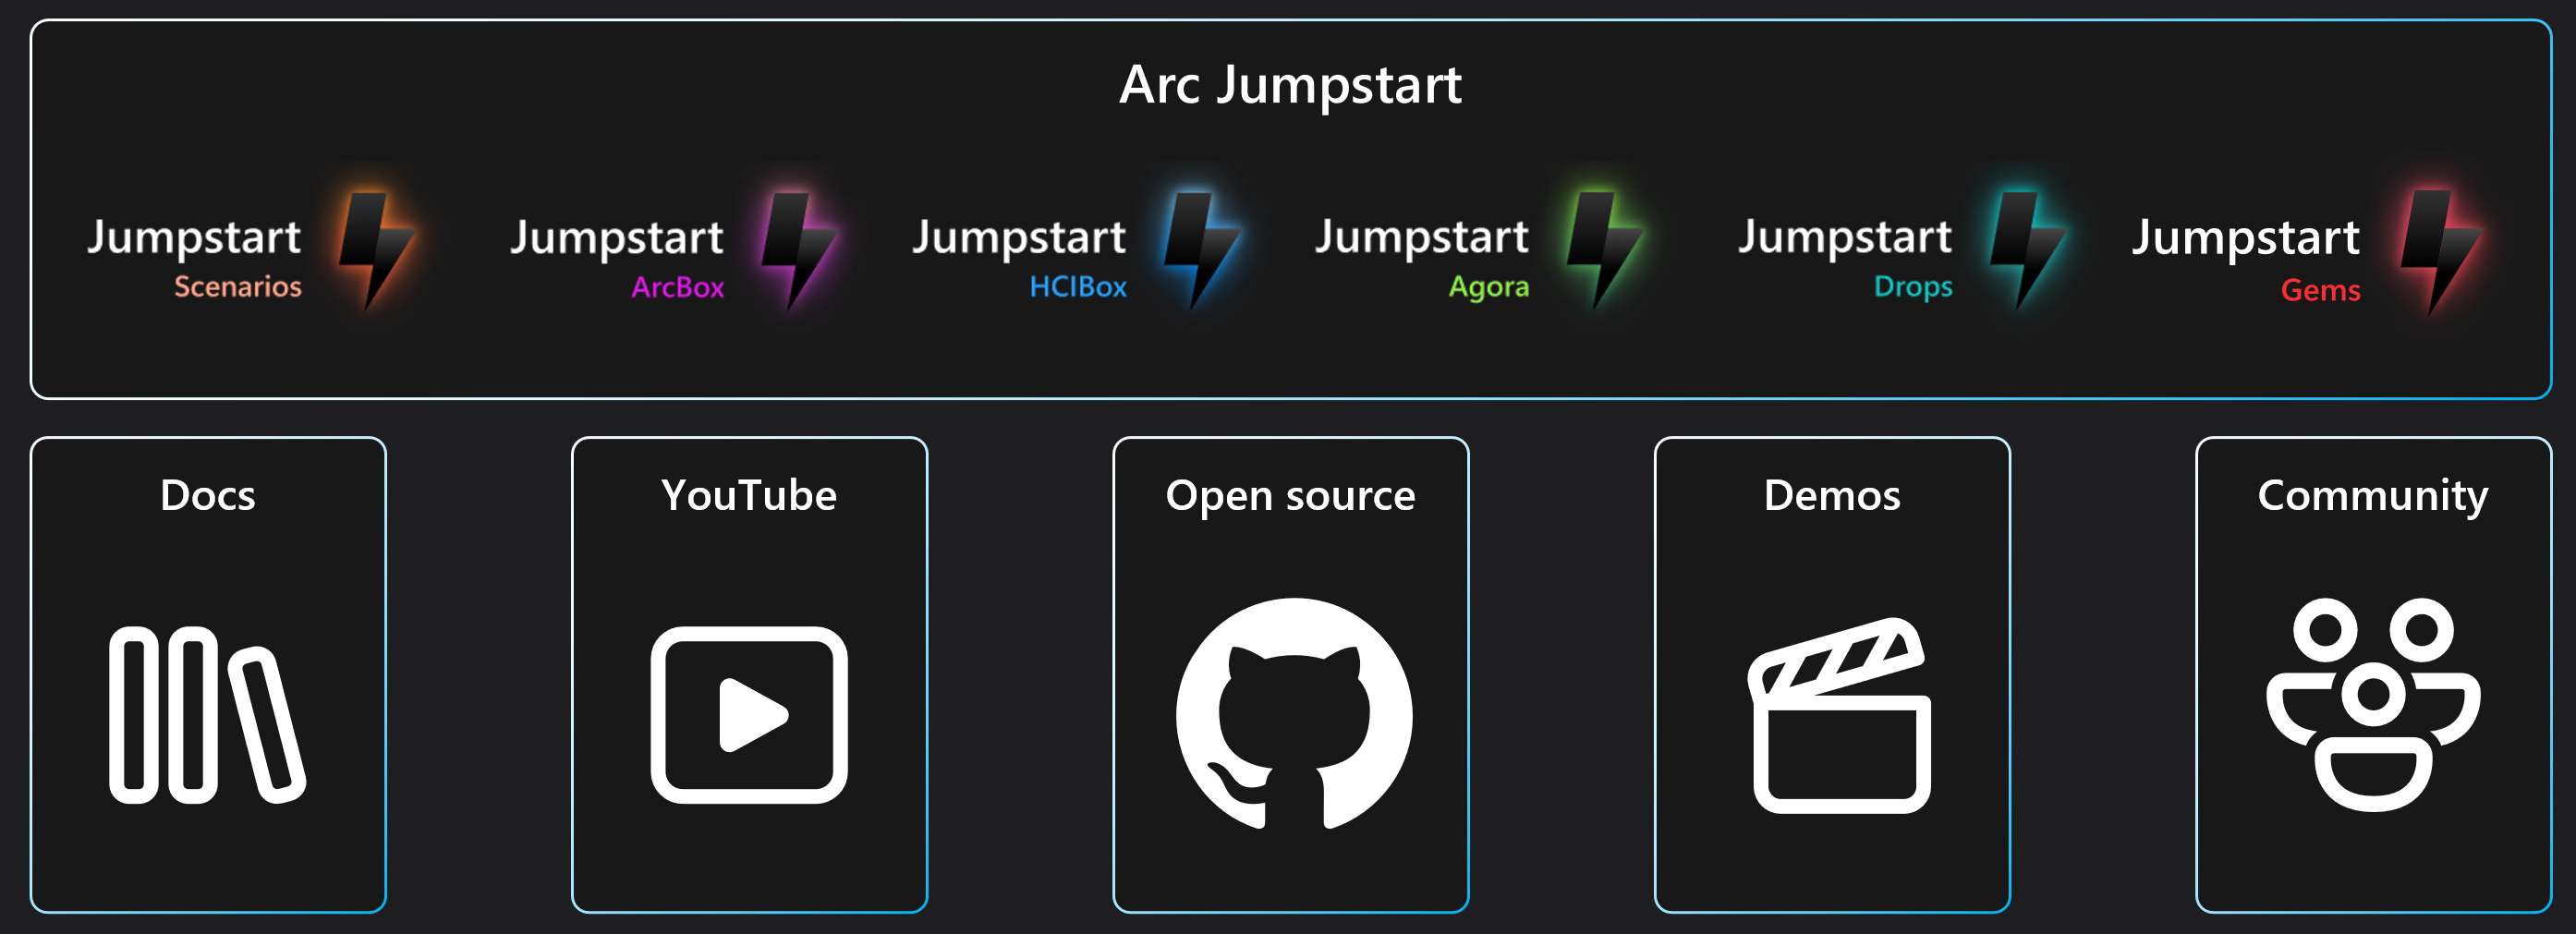 Arc Jumpstart
Jumpstart
Scenarios
Jumpstart
ArcBox
Jumpstart
HCIBox
Jumpstart
Agora
Jumpstart
Drops
Jumpstart
Gems
Docs
YouTube
Open source
Demos
Community